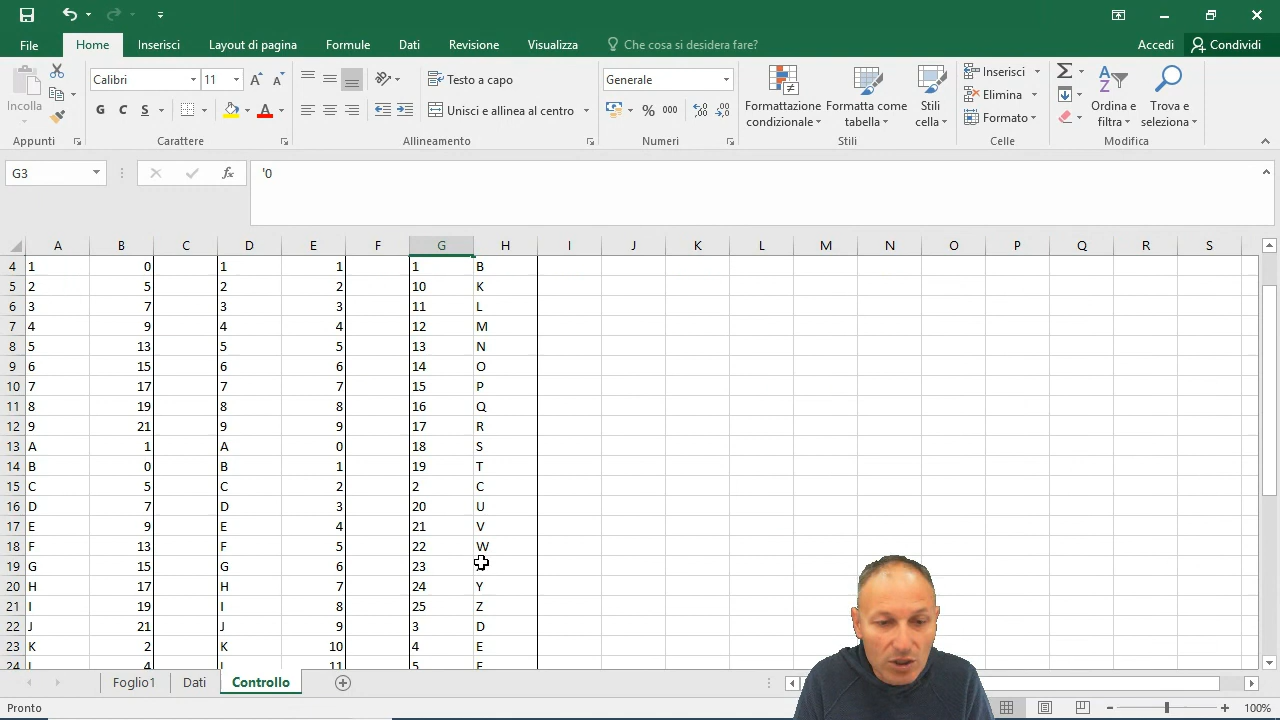 File Home Inserisci Layout di pagina Formule Dati Revisione Visualizza Che cosa si desidera fare? Accedi Condividi
Incolla
Calibri 11
G C S
Testo a capo
Unisci e allinea al centro
Generale
% 000
Formattazione condizionale
Formatta come tabella
Stili cella
Inserisci
Elimina
Formato
Ordina e filtra
Trova e seleziona
Appunti Carattere Allineamento Numeri Stili Celle Modifica
G3 fx '0
A B C D E F G H I J K L M N O P Q R S
4 1 0 1 1 1 B
5 2 5 2 2 10 K
6 3 7 3 3 11 L
7 4 9 4 4 12 M
8 5 13 5 5 13 N
9 6 15 6 6 14 O
10 7 17 7 7 15 P
11 8 19 8 8 16 Q
12 9 21 9 9 17 R
13 A 1 A 0 18 S
14 B 0 B 1 19 T
15 C 5 C 2 2 C
16 D 7 D 3 20 U
17 E 9 E 4 21 V
18 F 13 F 5 22 W
19 G 15 G 6 23
20 H 17 H 7 24 Y
21 I 19 I 8 25 Z
22 J 21 J 9 3 D
23 K 2 K 10 4 E
24 L 4 L 11 5 F
Foglio1 Dati Controllo
Pronto 100%